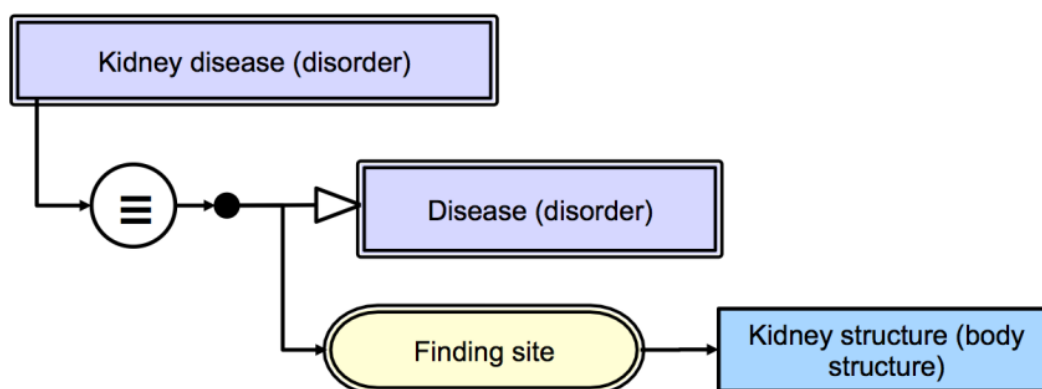 Kidney disease (disorder)
≡
Disease (disorder)
Finding site
Kidney structure (body
structure)